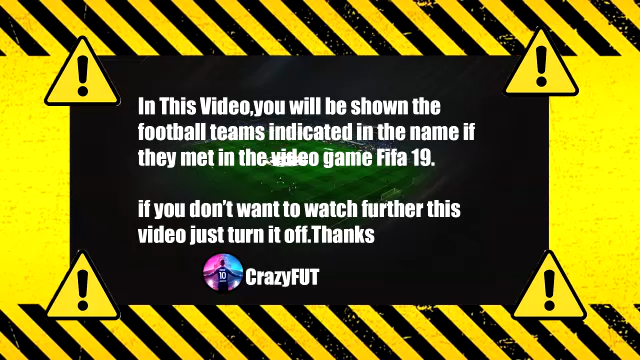 In This Video,you will be shown the
football teams indicated in the name if
they met in the video game Fifa 19.
if you don't want to watch further this
video just turn it off.Thanks
10
CrazyFUT